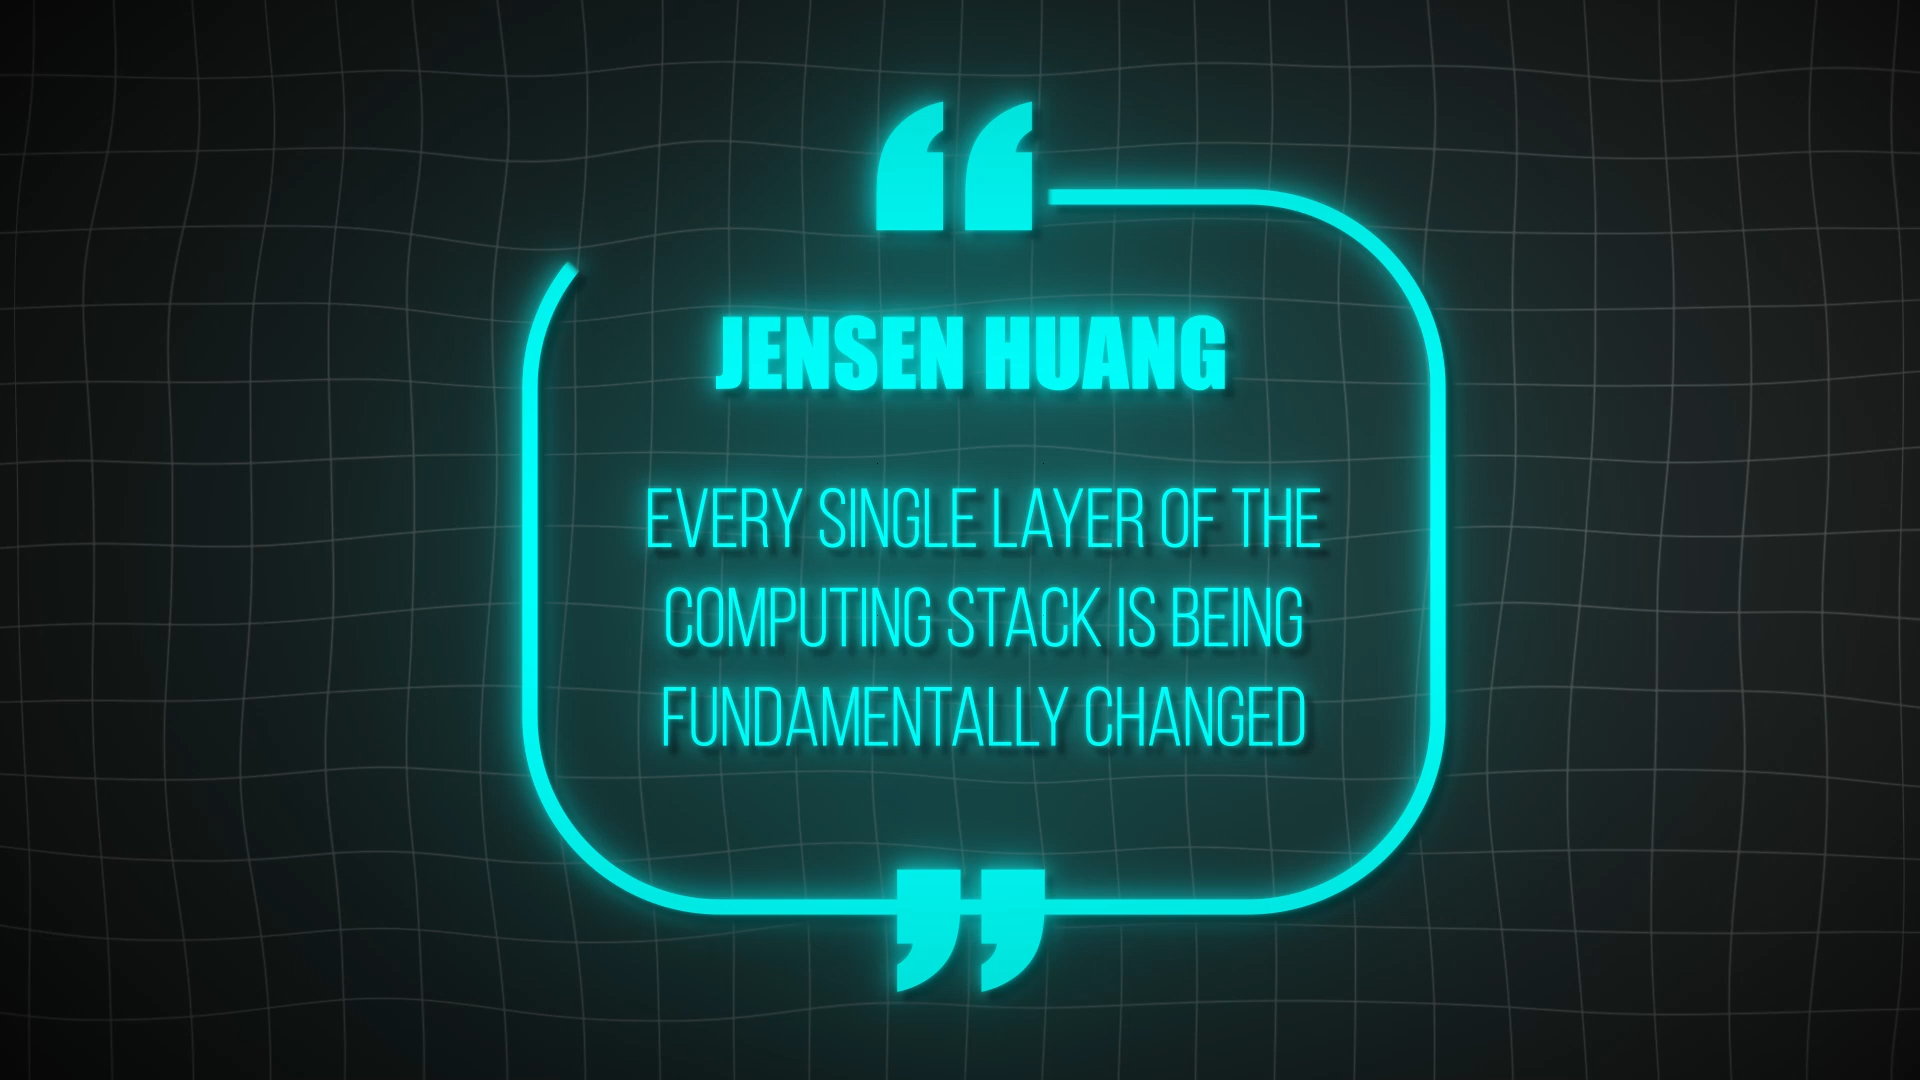 “
JENSEN HUANG
EVERY SINGLE LAYER OF THE
COMPUTING STACK IS BEING
FUNDAMENTALLY CHANGED
”